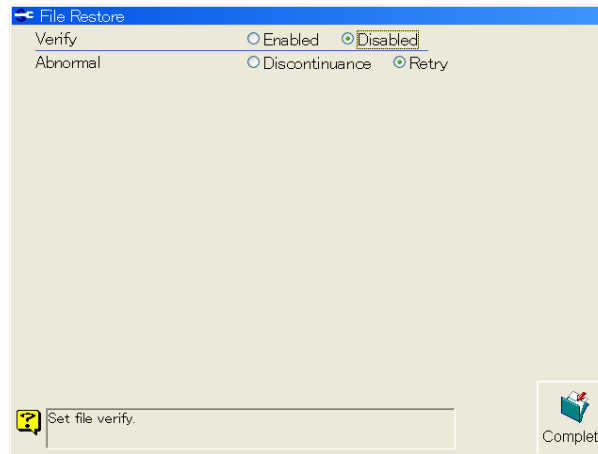 File Restore
Verify Enabled Disabled
Abnormal Discontinuance Retry
Set file verify.
Complet